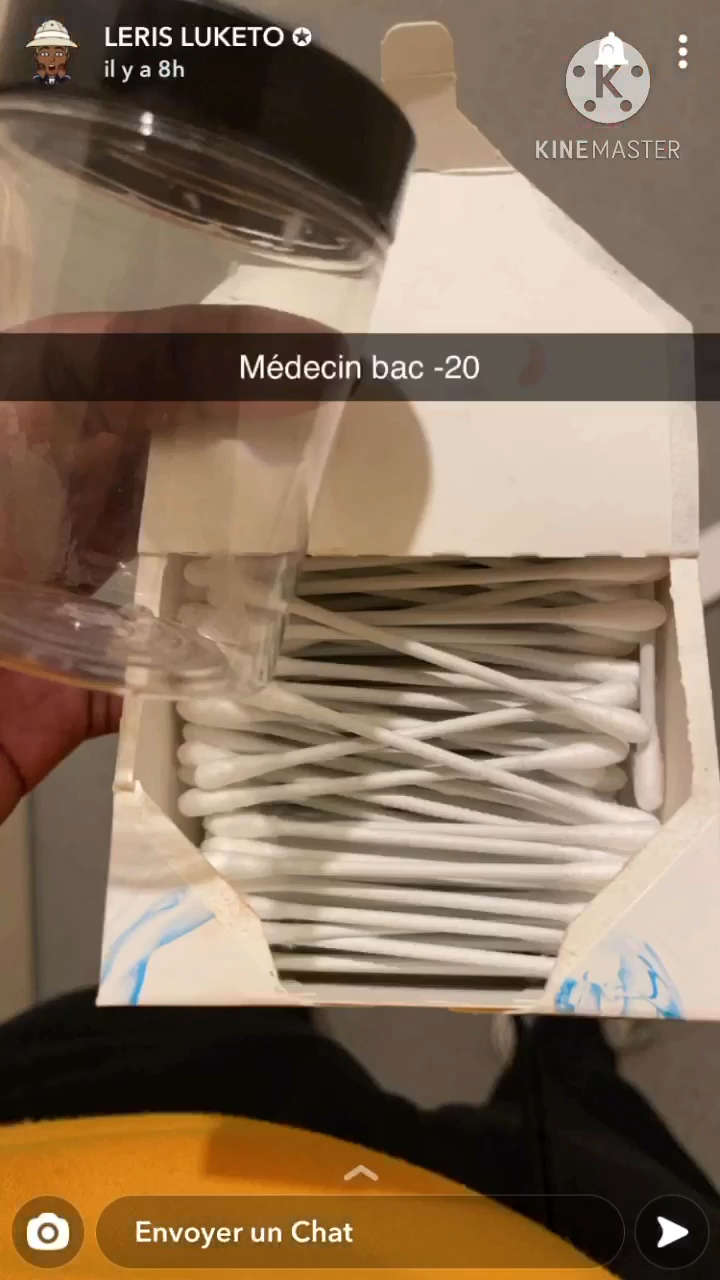 LERIS LUKETO
il y a 8h
K
KINEMASTER
Médecin bac -20
Envoyer un Chat